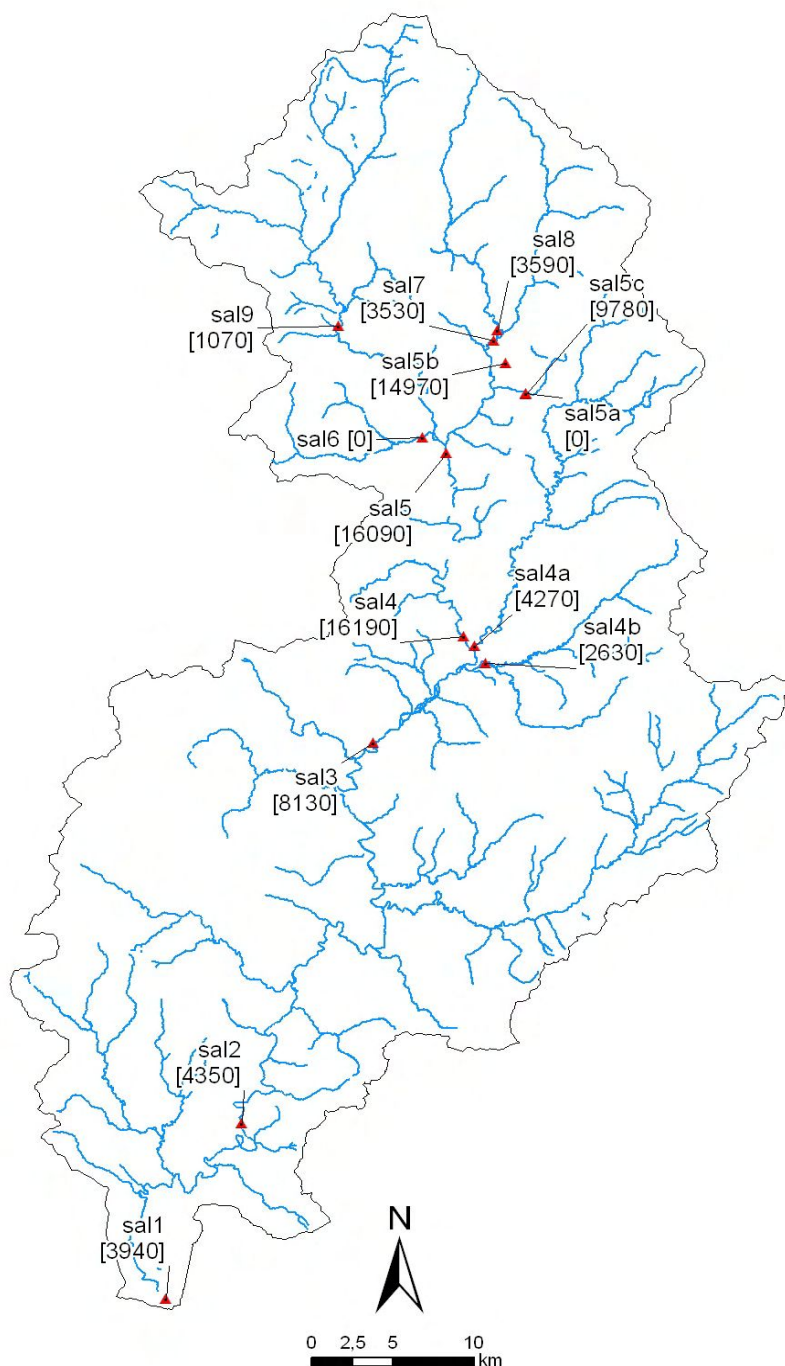 sal8
[3590]
sal7
[3530]
sal5c
[9780]
sal9
[1070]
sal5b
[14970]
sal5a
[0]
sal6 [0]
sal5
[16090]
sal4a
[4270]
sal4
[16190]
sal4b
[2630]
sal3
[8130]
sal2
[4350]
sal1
[3940]
N
0 2,5 5 10
km